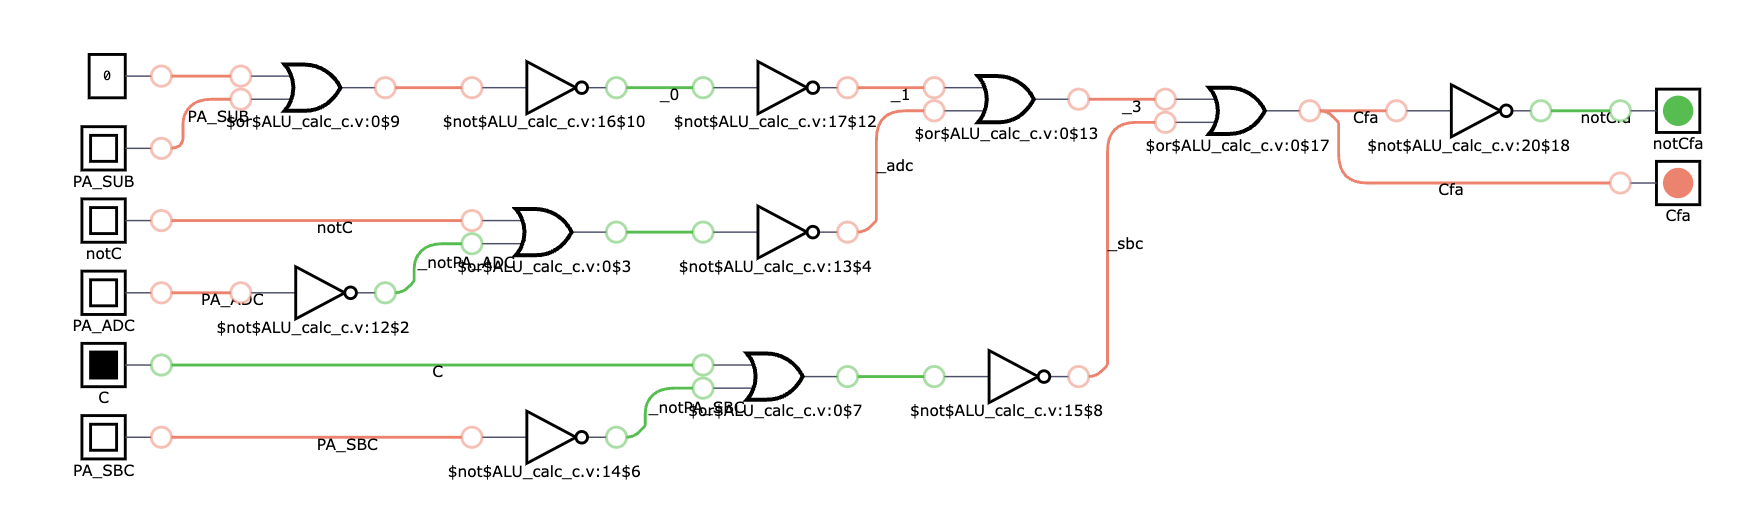 0
PA_SUB
$or$ALU_calc_c.v:0$9
$not$ALU_calc_c.v:16$10
_0
$not$ALU_calc_c.v:17$12
_1
$or$ALU_calc_c.v:0$13
_3
$or$ALU_calc_c.v:0$17
Cfa
$not$ALU_calc_c.v:20$18
notCfa
notCfa
PA_SUB
_adc
Cfa
Cfa
notC
notC
_notPA_ADC
$or$ALU_calc_c.v:0$3
$not$ALU_calc_c.v:13$4
_sbc
PA_ADC
PA_ADC
$not$ALU_calc_c.v:12$2
C
C
_notPA_SBC
$or$ALU_calc_c.v:0$7
$not$ALU_calc_c.v:15$8
PA_SBC
PA_SBC
$not$ALU_calc_c.v:14$6